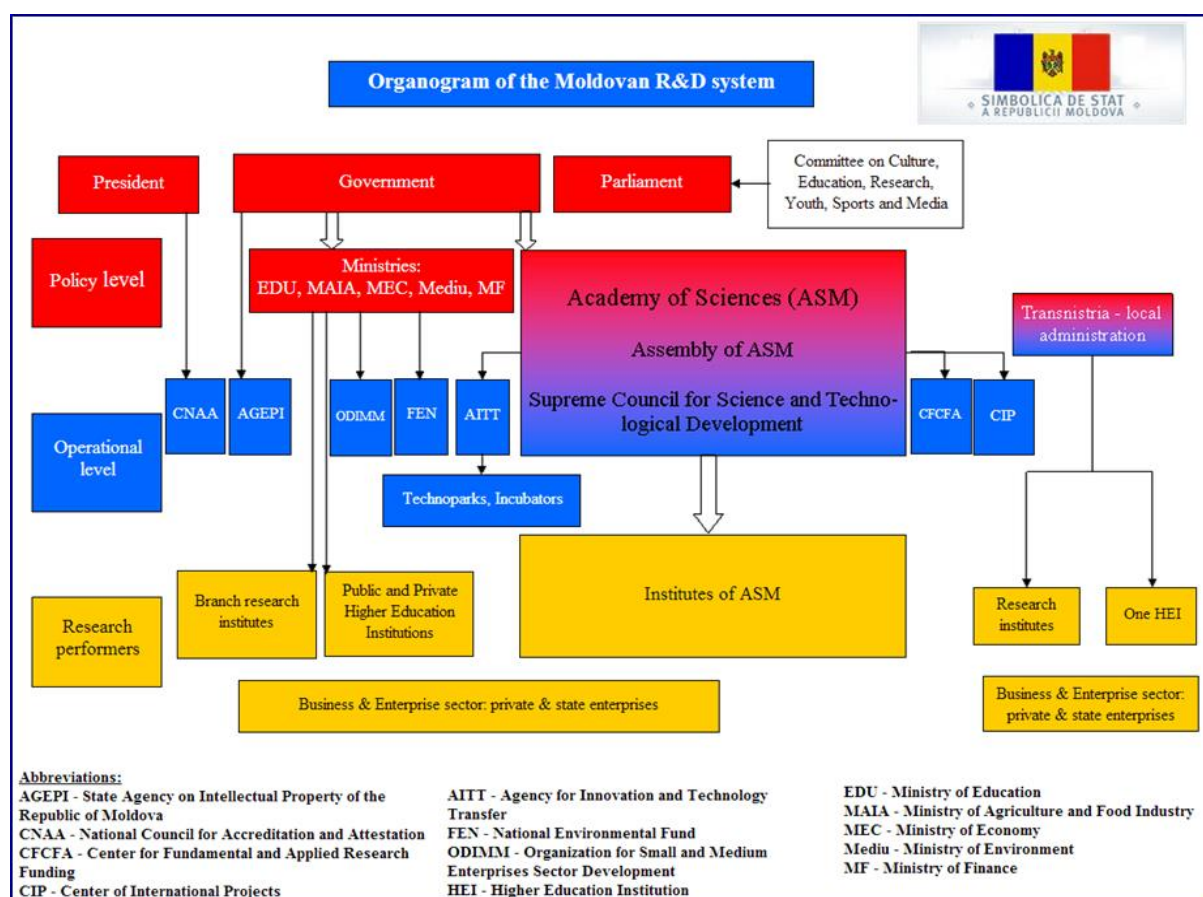 Organogram of the Moldovan R&D system
SIMBOLICA DE STAT
A REPUBLICII MOLDOVA
President
Government
Parliament
Committee on Culture,
Education, Research,
Youth, Sports and Media
Policy level
Ministries:
EDU, MAIA, MEC, Mediu, MF
Academy of Sciences (ASM)
Assembly of ASM
Supreme Council for Science and Techno-
logical Development
Transnistria - local
administration
Operational
level
CNAA
AGEPI
ODIMM
FEN
AITT
CFCFA
CIP
Technoparks, Incubators
Research
performers
Branch research
institutes
Public and Private
Higher Education
Institutions
Institutes of ASM
Research
institutes
One HEI
Business & Enterprise sector: private & state enterprises
Business & Enterprise sector:
private & state enterprises
Abbreviations:
AGEPI - State Agency on Intellectual Property of the
Republic of Moldova
CNAA - National Council for Accreditation and Attestation
CFCFA - Center for Fundamental and Applied Research
Funding
CIP - Center of International Projects
AITT - Agency for Innovation and Technology
Transfer
FEN - National Environmental Fund
ODIMM - Organization for Small and Medium
Enterprises Sector Development
HEI - Higher Education Institution
EDU - Ministry of Education
MAIA - Ministry of Agriculture and Food Industry
MEC - Ministry of Economy
Mediu - Ministry of Environment
MF - Ministry of Finance